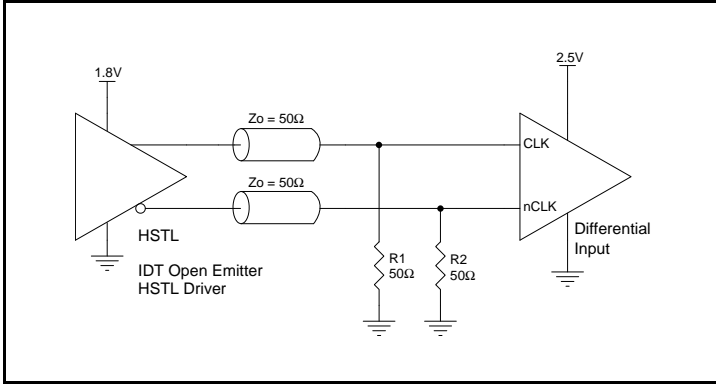 1.8V
2.5V
Zo = 50Ω
CLK
Zo = 50Ω
nCLK
HSTL
Differential
Input
IDT Open Emitter
HSTL Driver
R1
50Ω
R2
50Ω